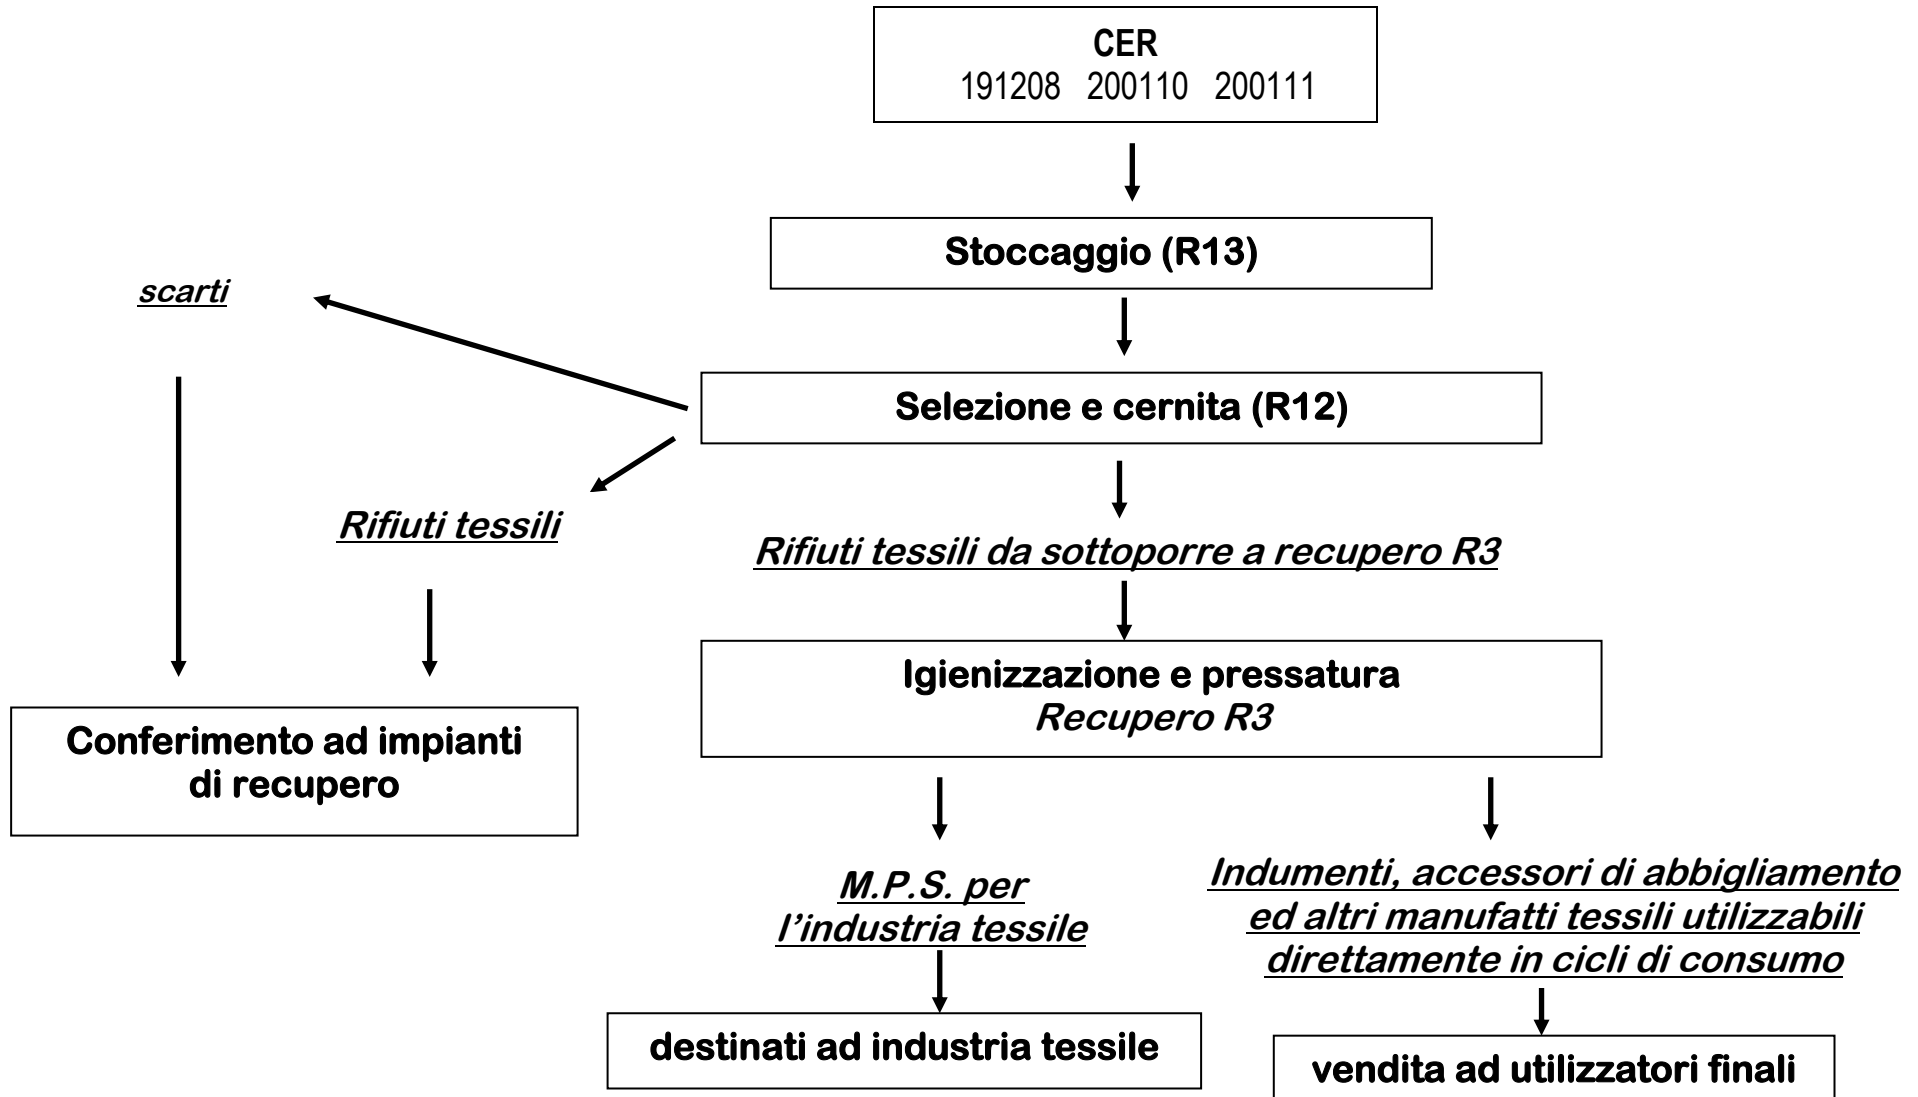 CER
191208 200110 200111
Stoccaggio (R13)
scarti
Selezione e cernita (R12)
Rifiuti tessili
Rifiuti tessili da sottoporre a recupero R3
Igienizzazione e pressatura
Recupero R3
Conferimento ad impianti
di recupero
M.P.S. per
l’industria tessile
Indumenti, accessori di abbigliamento
ed altri manufatti tessili utilizzabili
direttamente in cicli di consumo
destinati ad industria tessile
vendita ad utilizzatori finali